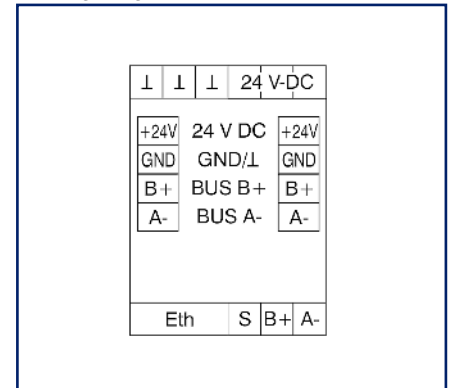 ⊥ ⊥ ⊥ 24 V-DC
+24V 24 V DC +24V
GND GND/⊥ GND
B+ BUS B+ B+
A- BUS A- A-
Eth S B+ A-